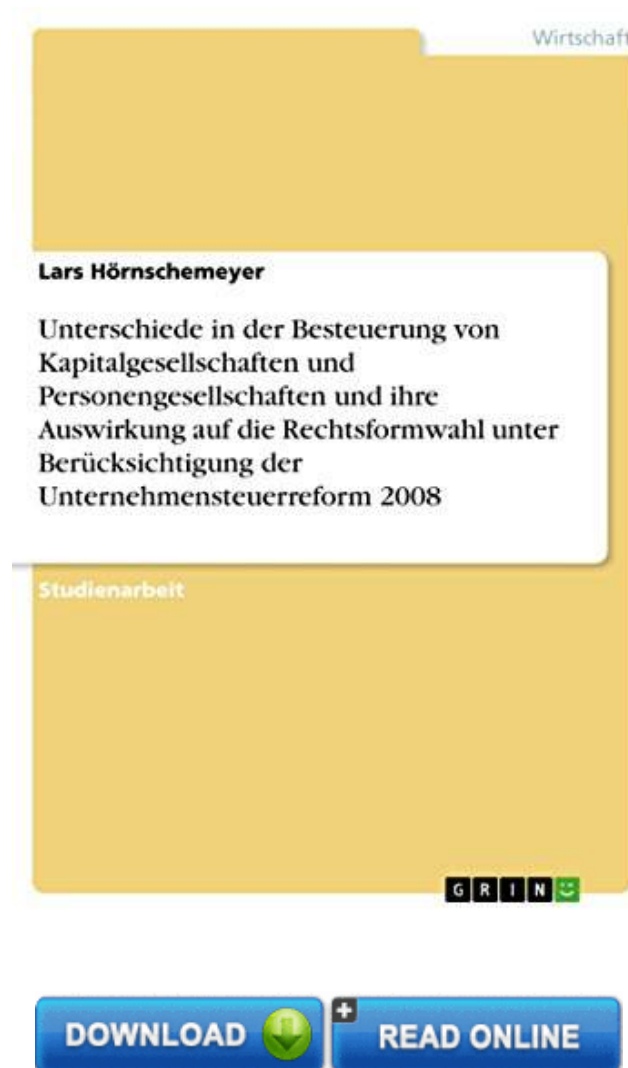 Wirtschaft
Lars Hörnschemeyer
Unterschiede in der Besteuerung von
Kapitalgesellschaften und
Personengesellschaften und ihre
Auswirkung auf die Rechtsformwahl unter
Berücksichtigung der
Unternehmensteuerreform 2008
Studienarbeit
GRIN
DOWNLOAD
READ ONLINE